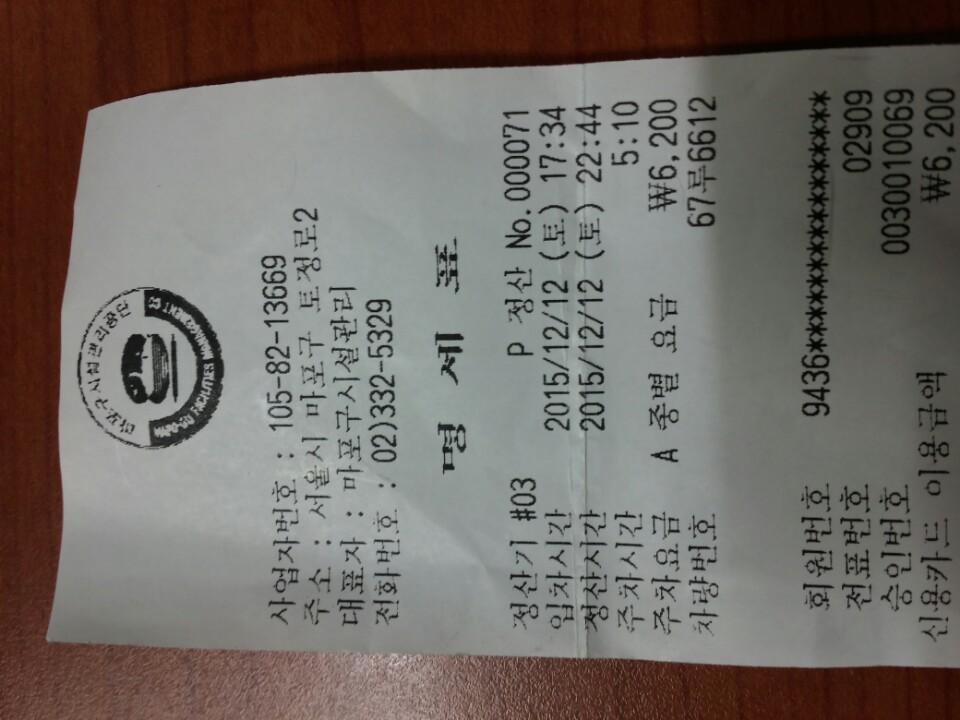 마포구시설관리공단
FACILITIES MANAGEMENT
사업자번호 : 105-82-13669
주소 : 서울시 마포구 토정로2
대표자 : 마포구시설관리
전화번호 : 02)332-5329
명 세 표
정산기 #03 P 정산 No.000071
입차시간 2015/12/12 (토) 17:34
정산시간 2015/12/12 (토) 22:44
주차시간 5:10
주차요금 A 종별 요금 ₩6,200
차량번호 67루6612
회원번호 9436****************
전표번호 02909
승인번호 00300100069
신용카드 이용금액 ₩6,200